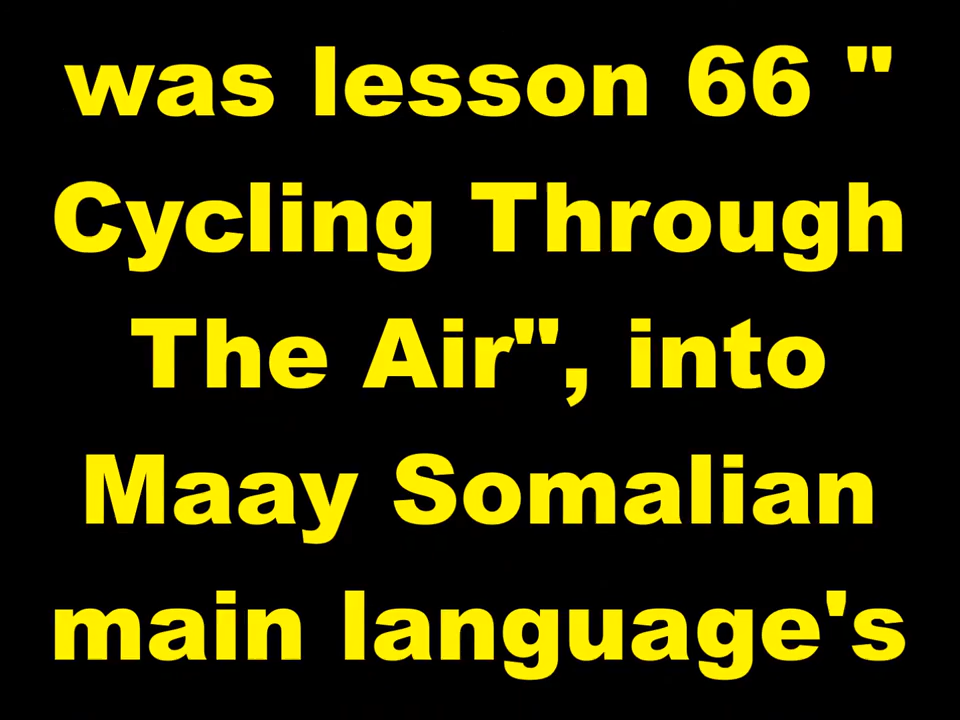 was lesson 66 "
Cycling Through
The Air", into
Maay Somalian
main language's